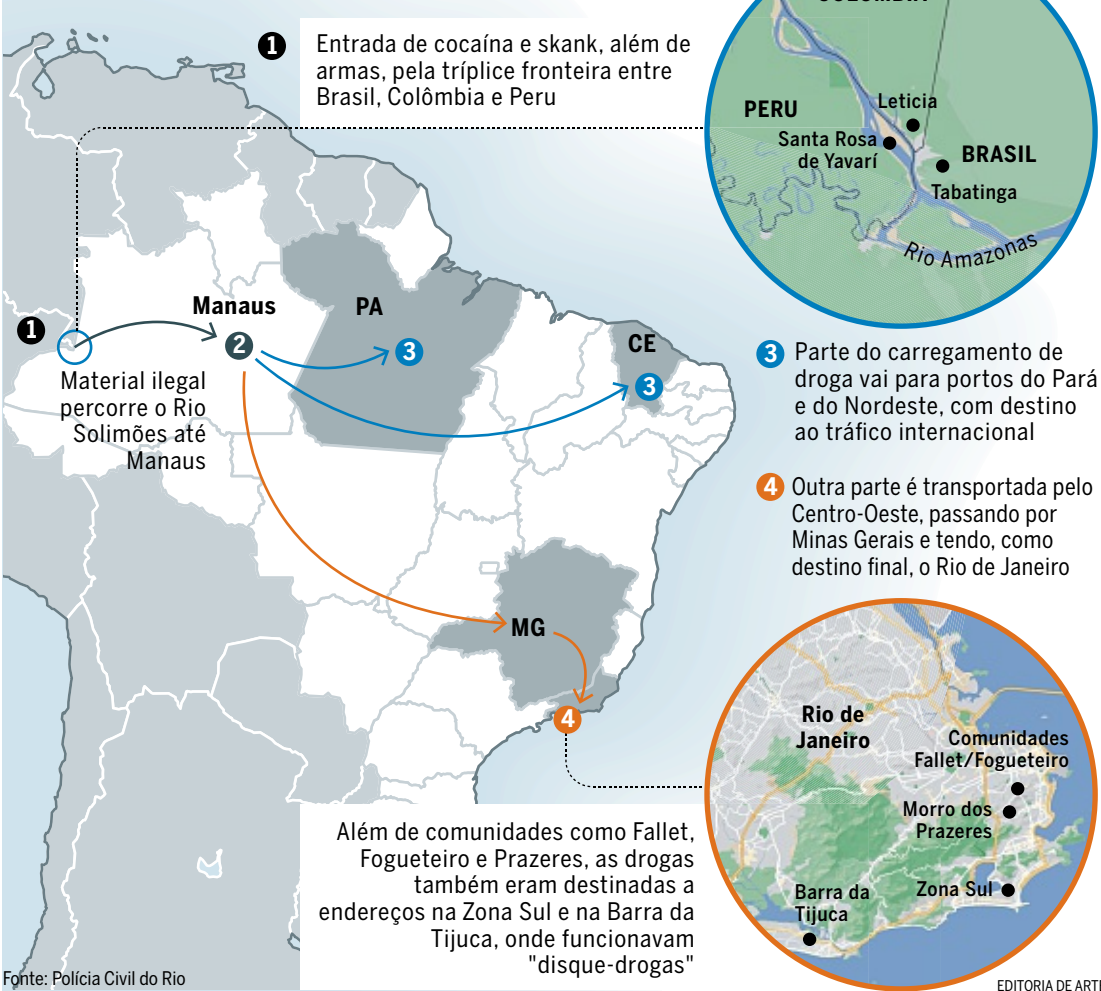 1
Entrada de cocaína e skank, além de
armas, pela tríplice fronteira entre
Brasil, Colômbia e Peru
COLÔMBIA
PERU
Leticia
Santa Rosa
de Yavarí
BRASIL
Tabatinga
Rio Amazonas
1
Manaus
2
Material ilegal
percorre o Rio
Solimões até
Manaus
PA
3
CE
3
3
Parte do carregamento de
droga vai para portos do Pará
e do Nordeste, com destino
ao tráfico internacional
4
Outra parte é transportada pelo
Centro-Oeste, passando por
Minas Gerais e tendo, como
destino final, o Rio de Janeiro
MG
4
Rio de
Janeiro
Comunidades
Fallet/Fogueteiro
Morro dos
Prazeres
Zona Sul
Barra da
Tijuca
Além de comunidades como Fallet,
Fogueteiro e Prazeres, as drogas
também eram destinadas a
endereços na Zona Sul e na Barra da
Tijuca, onde funcionavam
"disque-drogas"
Fonte: Polícia Civil do Rio
EDITORIA DE ARTE